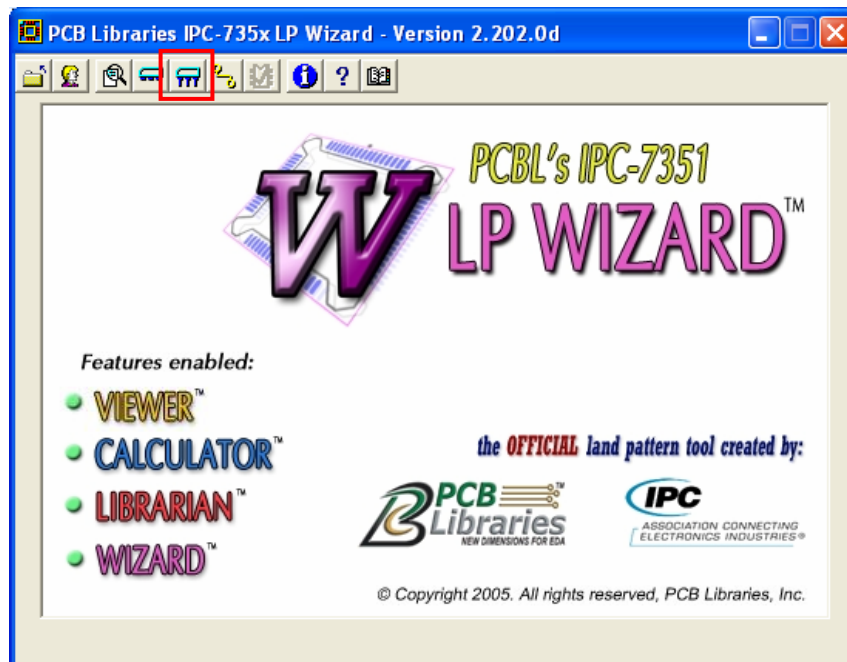 PCB Libraries IPC-735x LP Wizard - Version 2.202.0d
?
PCBL's IPC-7351
LP WIZARD™
W
Features enabled:
VIEWER™
CALCULATOR™
LIBRARIAN™
WIZARD™
the OFFICIAL land pattern tool created by:
PCB Libraries™
NEW DIMENSIONS FOR EDA
IPC
ASSOCIATION CONNECTING
ELECTRONICS INDUSTRIES®
© Copyright 2005. All rights reserved, PCB Libraries, Inc.